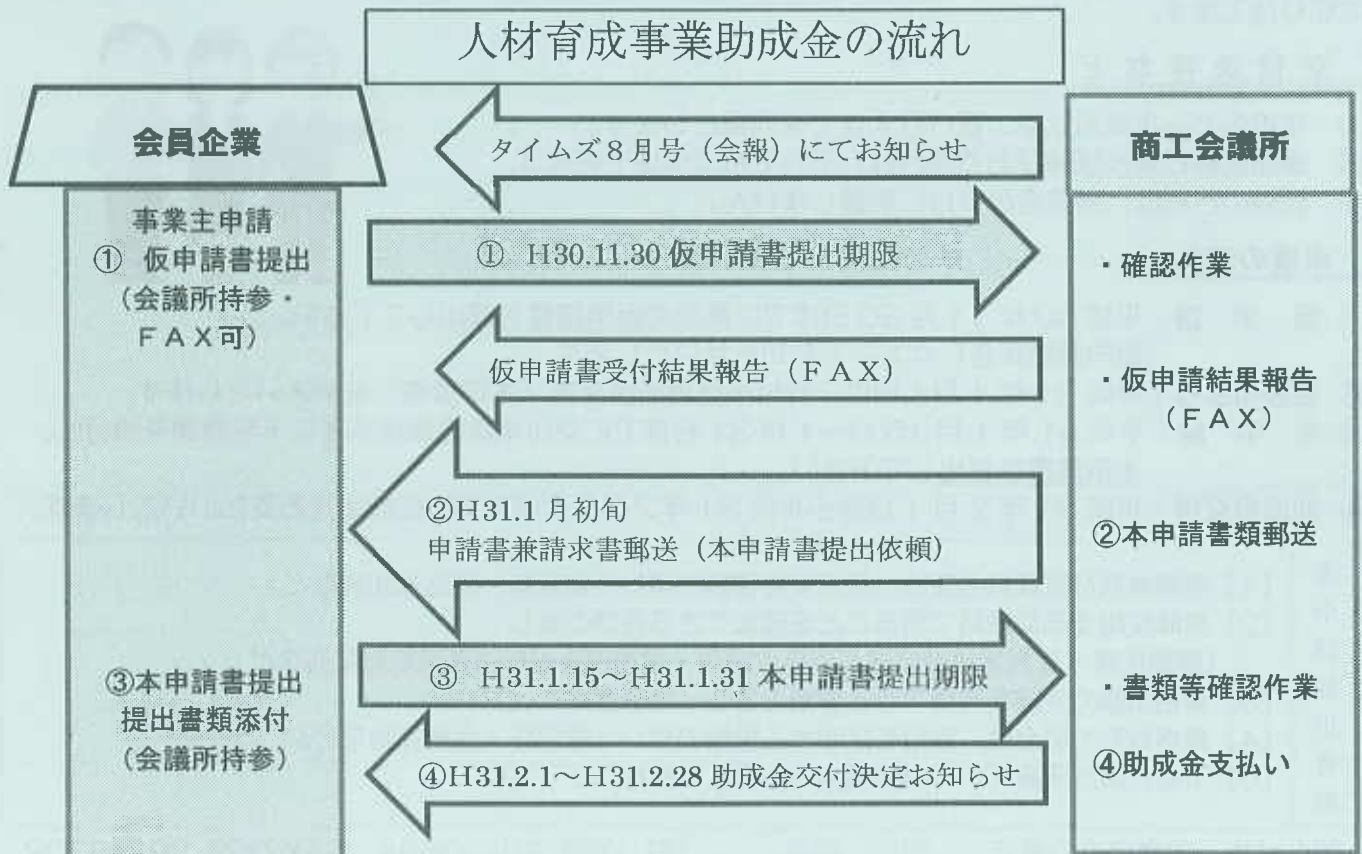 人材育成事業助成金の流れ
会員企業
商工会議所
タイムズ８月号（会報）にてお知らせ
事業主申請
① 仮申請書提出
（会議所持参・
ＦＡＸ可）
① H30.11.30 仮申請書提出期限
・確認作業
仮申請書受付結果報告（ＦＡＸ）
・仮申請結果報告
（ＦＡＸ）
②H31.1月初旬
申請書兼請求書郵送（本申請書提出依頼）
②本申請書類郵送
③本申請書提出
提出書類添付
（会議所持参）
③ H31.1.15～H31.1.31 本申請書提出期限
・書類等確認作業
④H31.2.1～H31.2.28 助成金交付決定お知らせ
④助成金支払い